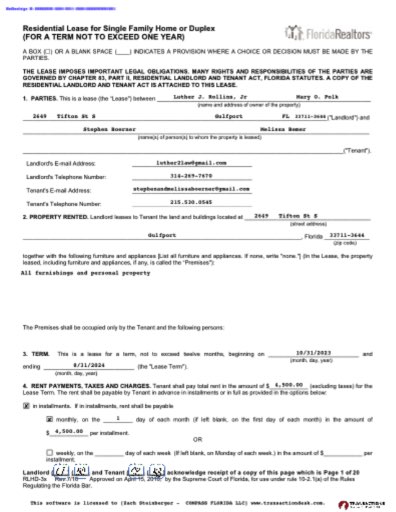 Residential Lease for Single Family Home or Duplex
(FOR A TERM NOT TO EXCEED ONE YEAR)
FloridaRealtors
A BOX (☐) OR A BLANK SPACE (____) INDICATES A PROVISION WHERE A CHOICE OR DECISION MUST BE MADE BY THE
PARTIES.
THE LEASE IMPOSES IMPORTANT LEGAL OBLIGATIONS. MANY RIGHTS AND RESPONSIBILITIES OF THE PARTIES ARE
GOVERNED BY CHAPTER 83, PART II, RESIDENTIAL LANDLORD AND TENANT ACT, FLORIDA STATUTES. A COPY OF THE
RESIDENTIAL LANDLORD AND TENANT ACT IS ATTACHED TO THIS LEASE.
1. PARTIES. This is a lease (the "Lease") between Luther J. Rollins, Jr Mary O. Polk
(name and address of owner of the property)
2649 Tifton St S Gulfport FL 33711-3646 ("Landlord") and
Stephen Boerner Melissa
(name(s) of person(s) to whom the property is leased)
("Tenant").
Landlord's E-mail Address: luther2law@gmail.com
Landlord's Telephone Number: 314-269-7670
Tenant's E-mail Address: stephenandmelissaboerner@gmail.com
Tenant's Telephone Number: 215.530.0545
2. PROPERTY RENTED. Landlord leases to Tenant the land and buildings located at 2649 Tifton St S
(street address)
Gulfport , Florida 33711-3646
(zip code)
together with the following furniture and appliances [List all furniture and appliances. If none, write "none."] (In the Lease, the property
leased, including furniture and appliances, if any, is called the "Premises"):
All furnishings and personal property
The Premises shall be occupied only by the Tenant and the following persons:
3. TERM. This is a lease for a term, not to exceed twelve months, beginning on 10/31/2023 and
(month, day, year)
ending 8/31/2024 (the "Lease Term").
(month, day, year)
4. RENT PAYMENTS, TAXES AND CHARGES. Tenant shall pay total rent in the amount of $ 4,500.00 (excluding taxes) for the
Lease Term. The rent shall be payable by Tenant in advance in installments or in full as provided in the options below:
☒ in installments. If in installments, rent shall be payable
☒ monthly, on the 1 day of each month (if left blank, on the first day of each month) in the amount of
$ 4,500.00 per installment.
OR
☐ weekly, on the ____ day of each week (If left blank, on Monday of each week.) in the amount of $____ per
installment.
Landlord and Tenant acknowledge receipt of a copy of this page which is Page 1 of 20
RLHD-3x Rev.7/16 Approved on April 15, 2010, by the Supreme Court of Florida, for use under rule 10-2.1(a) of the Rules
Regulating the Florida Bar.
This software is licensed to [Zach Steinberger - COMPASS FLORIDA LLC] www.transactiondesk.com.